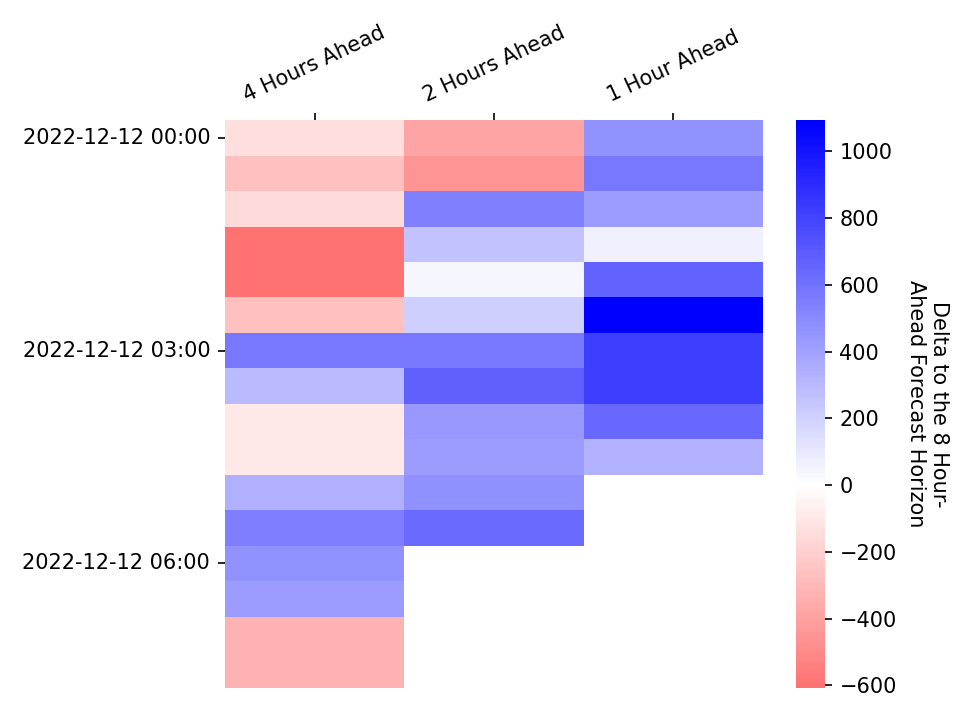 4 Hours Ahead
2 Hours Ahead
1 Hour Ahead
2022-12-12 00:00
2022-12-12 03:00
2022-12-12 06:00
1000
800
600
400
200
0
−200
−400
−600
Delta to the 8 Hour-
Ahead Forecast Horizon